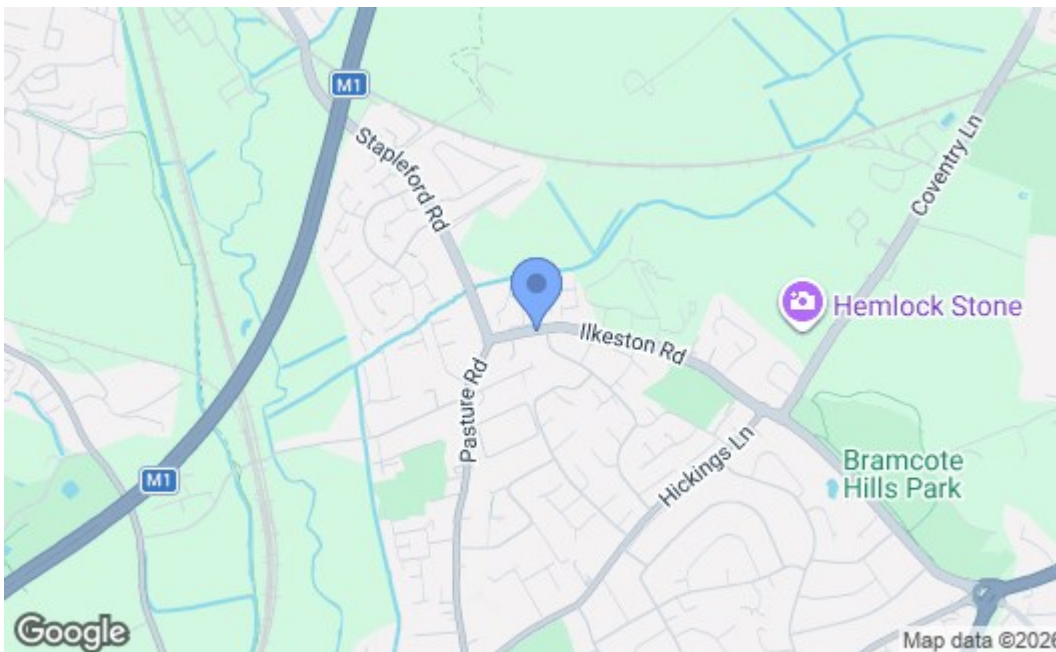 M1
Stapleford Rd
Coventry Ln
Hemlock Stone
Ilkeston Rd
Pasture Rd
Hickings Ln
Bramcote
Hills Park
M1
Google
Map data ©2026